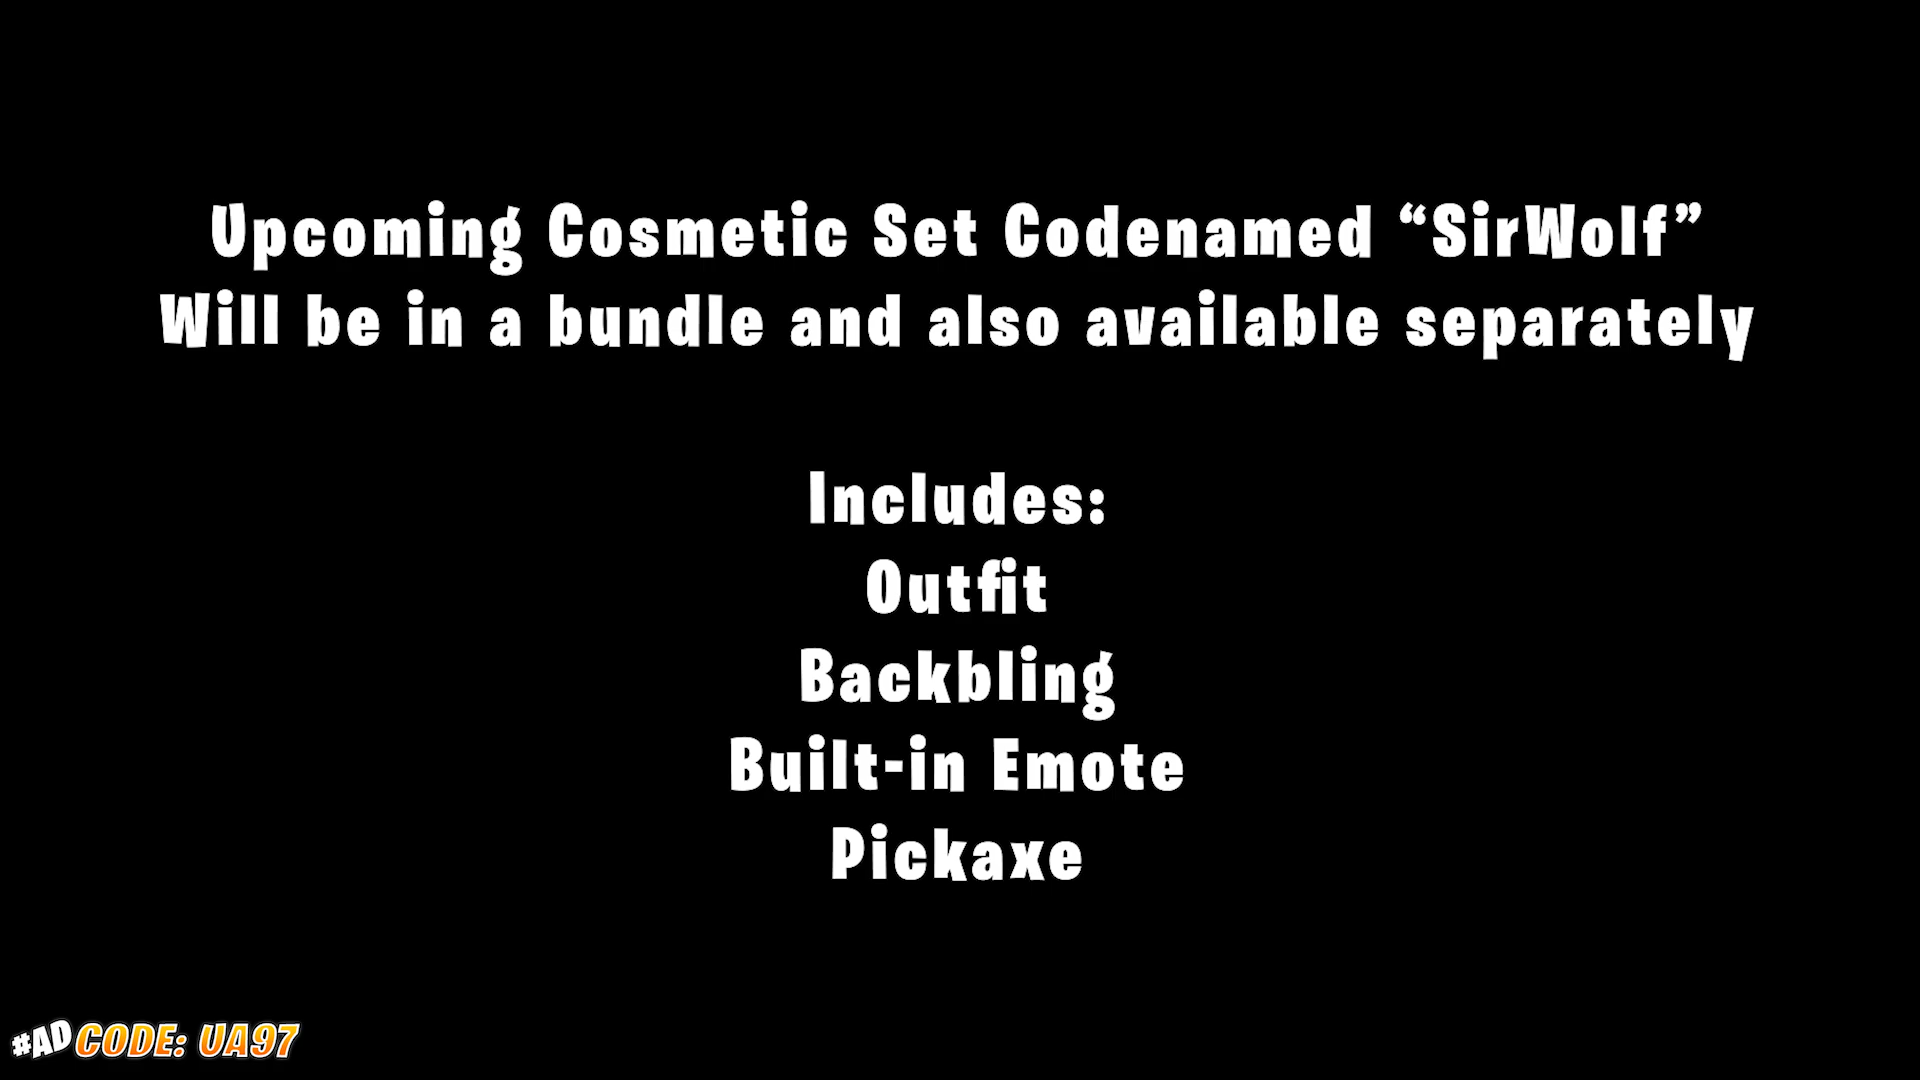 Upcoming Cosmetic Set Codenamed “SirWolf”
Will be in a bundle and also available separately
Includes:
Outfit
Backbling
Built-in Emote
Pickaxe
#AD CODE: UA97